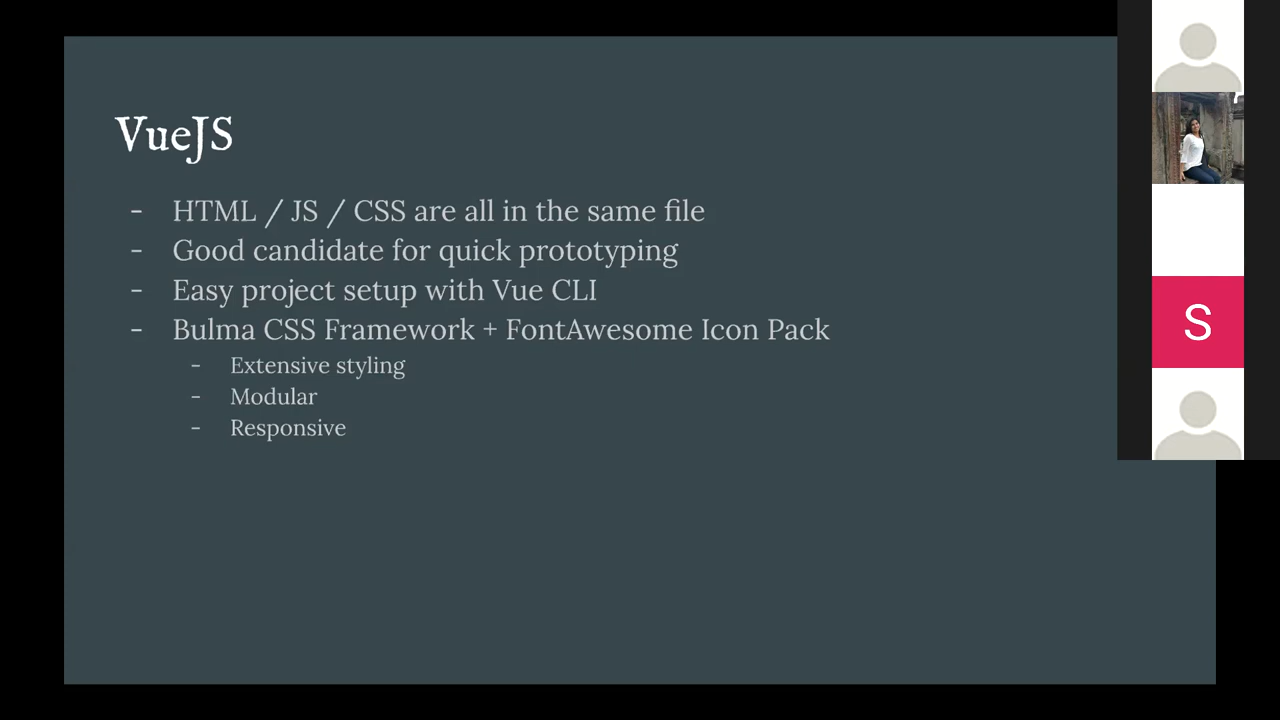 VueJS
- HTML / JS / CSS are all in the same file
- Good candidate for quick prototyping
- Easy project setup with Vue CLI
- Bulma CSS Framework + FontAwesome Icon Pack
- Extensive styling
- Modular
- Responsive
S